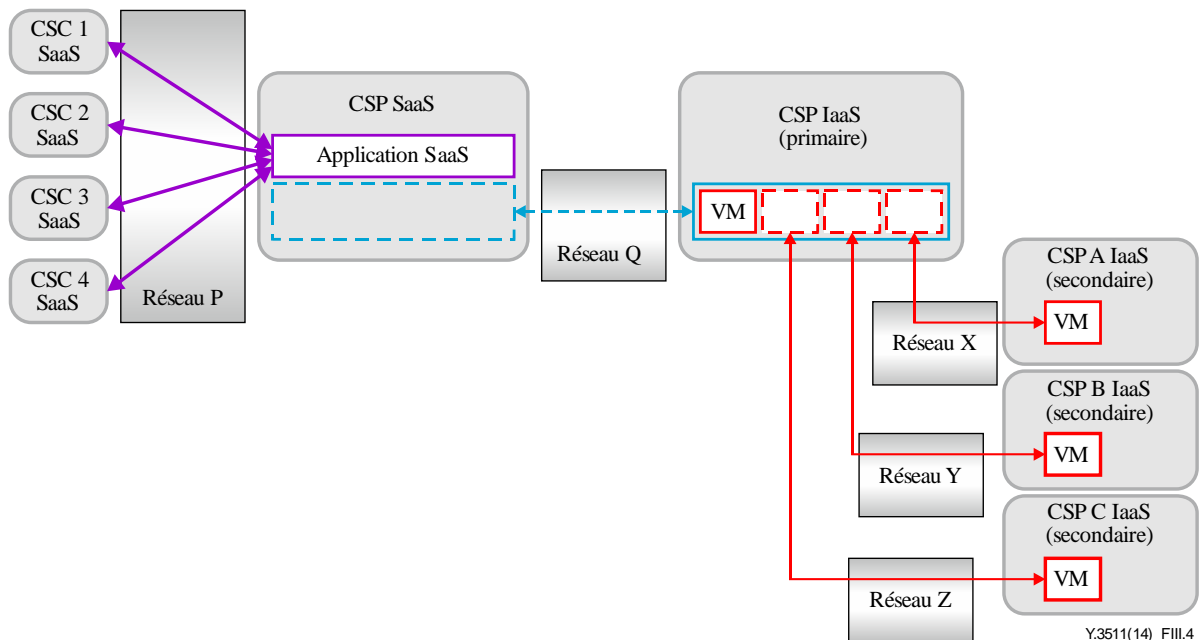 CSC 1
SaaS
CSC 2
SaaS
CSC 3
SaaS
CSC 4
SaaS
Réseau P
CSP SaaS
Application SaaS
Réseau Q
CSP IaaS
(primaire)
VM
CSP A IaaS
(secondaire)
VM
Réseau X
CSP B IaaS
(secondaire)
VM
Réseau Y
CSP C IaaS
(secondaire)
VM
Réseau Z
Y.3511(14)_FIII.4